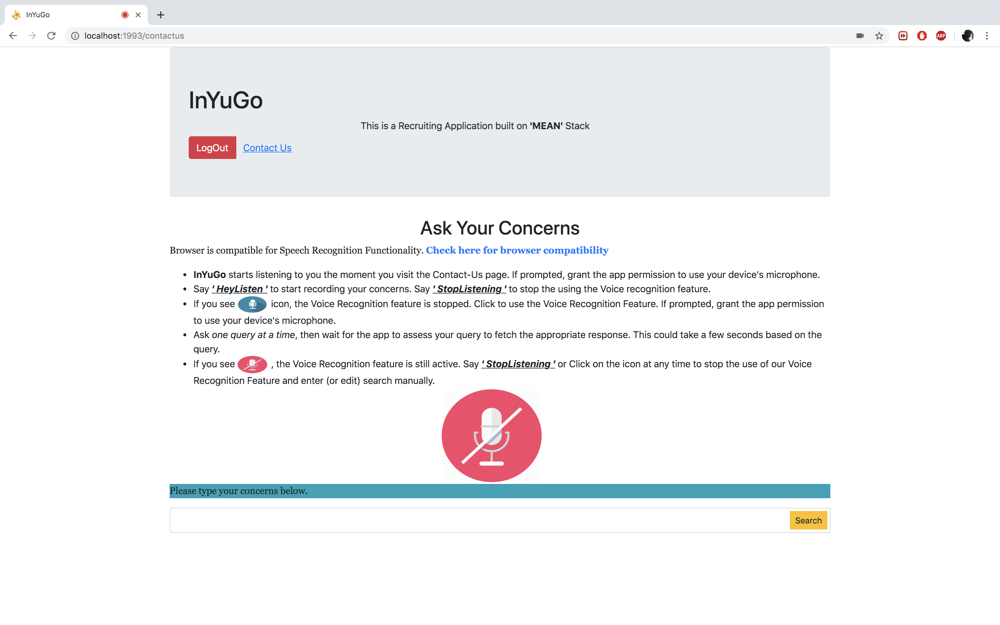 InYuGo
localhost:1993/contactus
ABP
InYuGo
This is a Recruiting Application built on 'MEAN' Stack
LogOut Contact Us
Ask Your Concerns
Browser is compatible for Speech Recognition Functionality. Check here for browser compatibility
• InYuGo starts listening to you the moment you visit the Contact-Us page. If prompted, grant the app permission to use your device's microphone.
• Say ' HeyListen ' to start recording your concerns. Say ' StopListening ' to stop the using the Voice recognition feature.
• If you see icon, the Voice Recognition feature is stopped. Click to use the Voice Recognition Feature. If prompted, grant the app permission
to use your device's microphone.
• Ask one query at a time, then wait for the app to assess your query to fetch the appropriate response. This could take a few seconds based on the
query.
• If you see , the Voice Recognition feature is still active. Say ' StopListening ' or Click on the icon at any time to stop the use of our Voice
Recognition Feature and enter (or edit) search manually.
Please type your concerns below.
Search